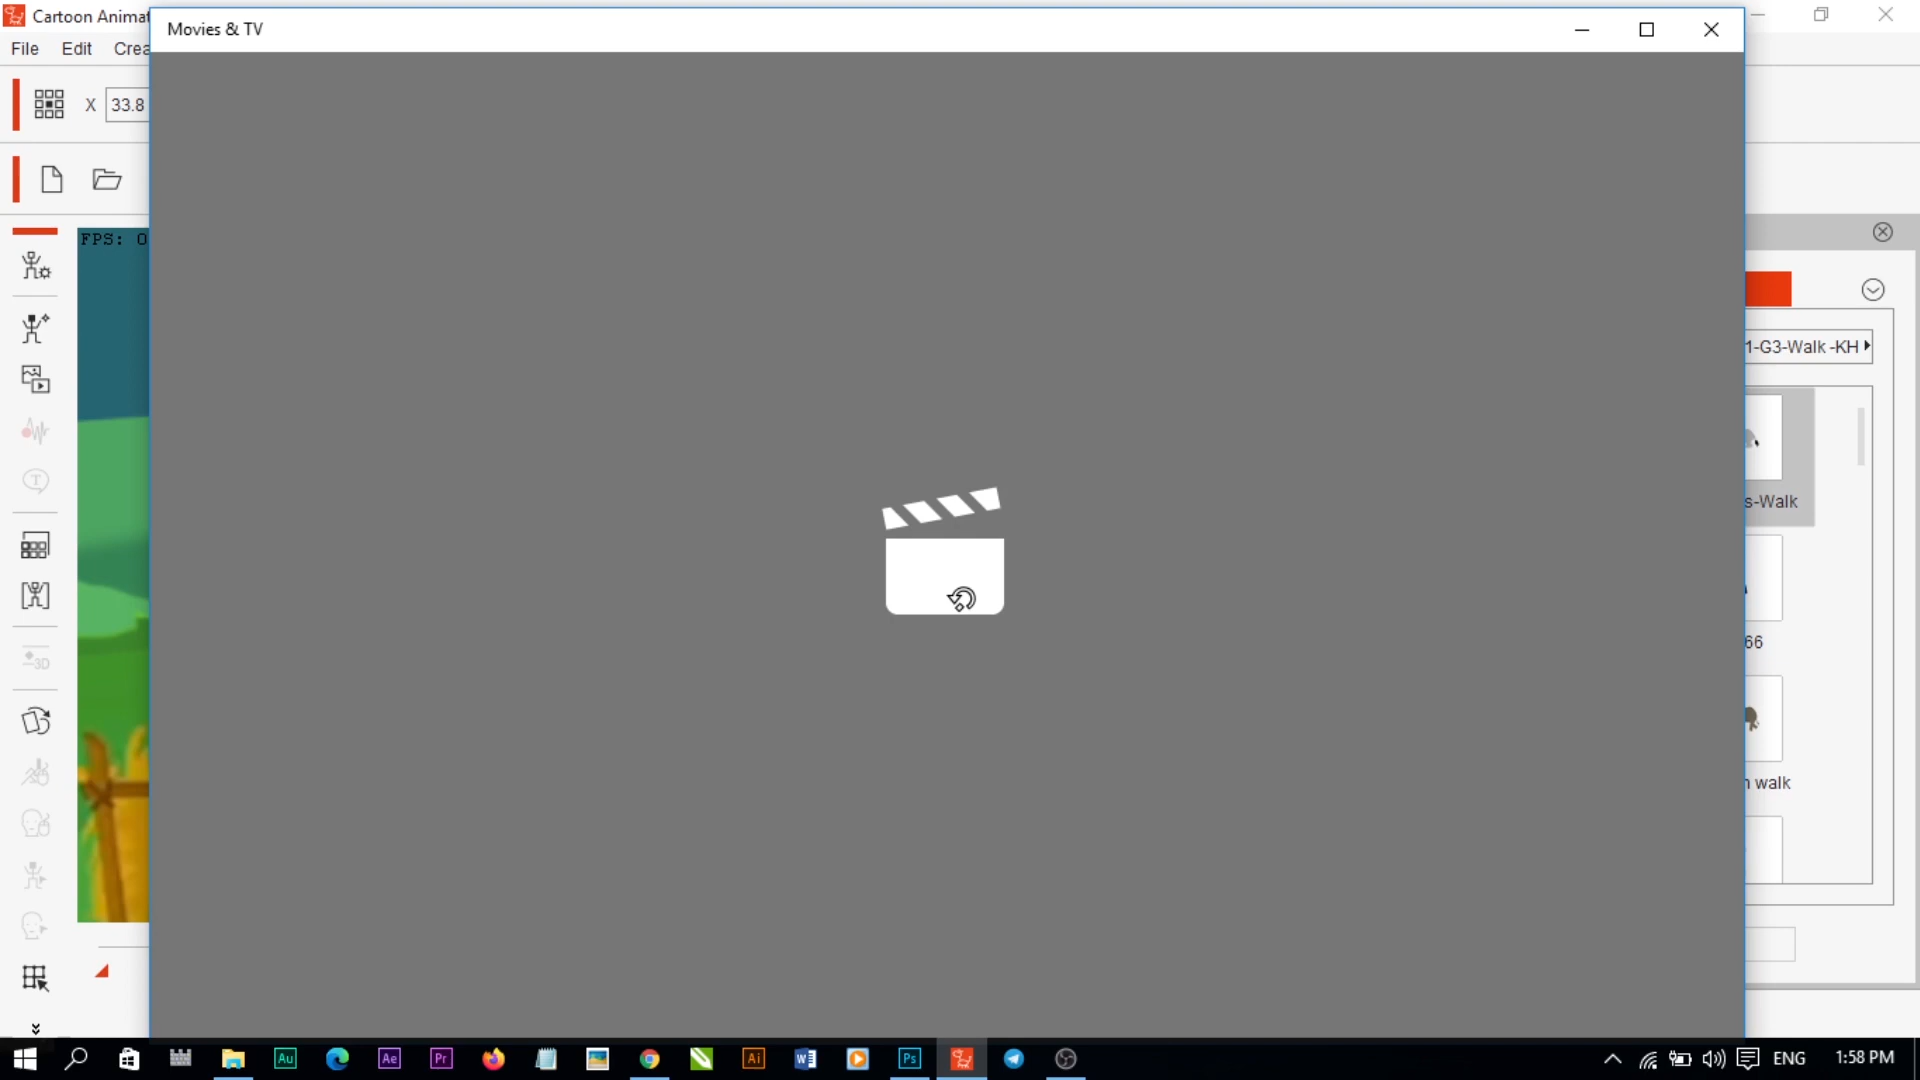 Cartoon Animat
Movies & TV
File Edit Crea
X 33.8
FPS: 0
1-G3-Walk -KH
s-Walk
T
66
3D
walk
Au
Ae
Pr
Ai
Ps
ENG
1:58 PM